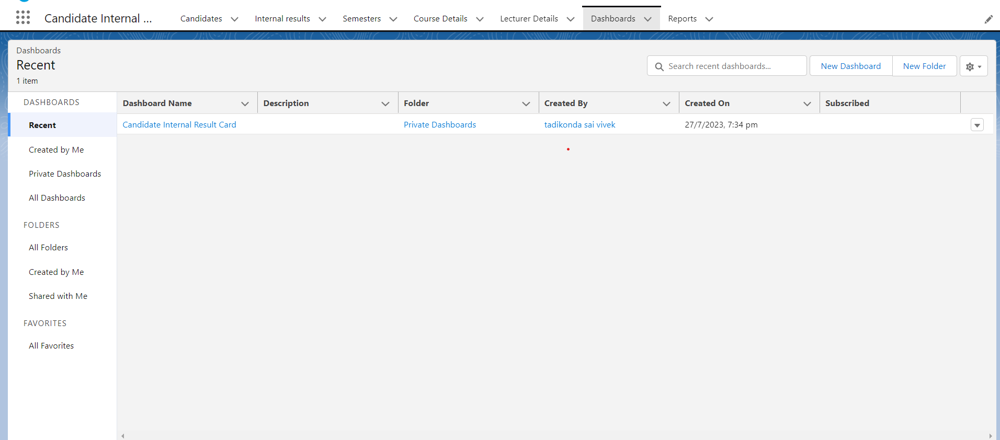 Candidate Internal ...
Candidates
Internal results
Semesters
Course Details
Lecturer Details
Dashboards
Reports
Dashboards
Recent
1 item
Search recent dashboards...
New Dashboard
New Folder
DASHBOARDS
Recent
Created by Me
Private Dashboards
All Dashboards
FOLDERS
All Folders
Created by Me
Shared with Me
FAVORITES
All Favorites
Dashboard Name Description Folder Created By Created On Subscribed
Candidate Internal Result Card Private Dashboards tadikonda sai vivek 27/7/2023, 7:34 pm